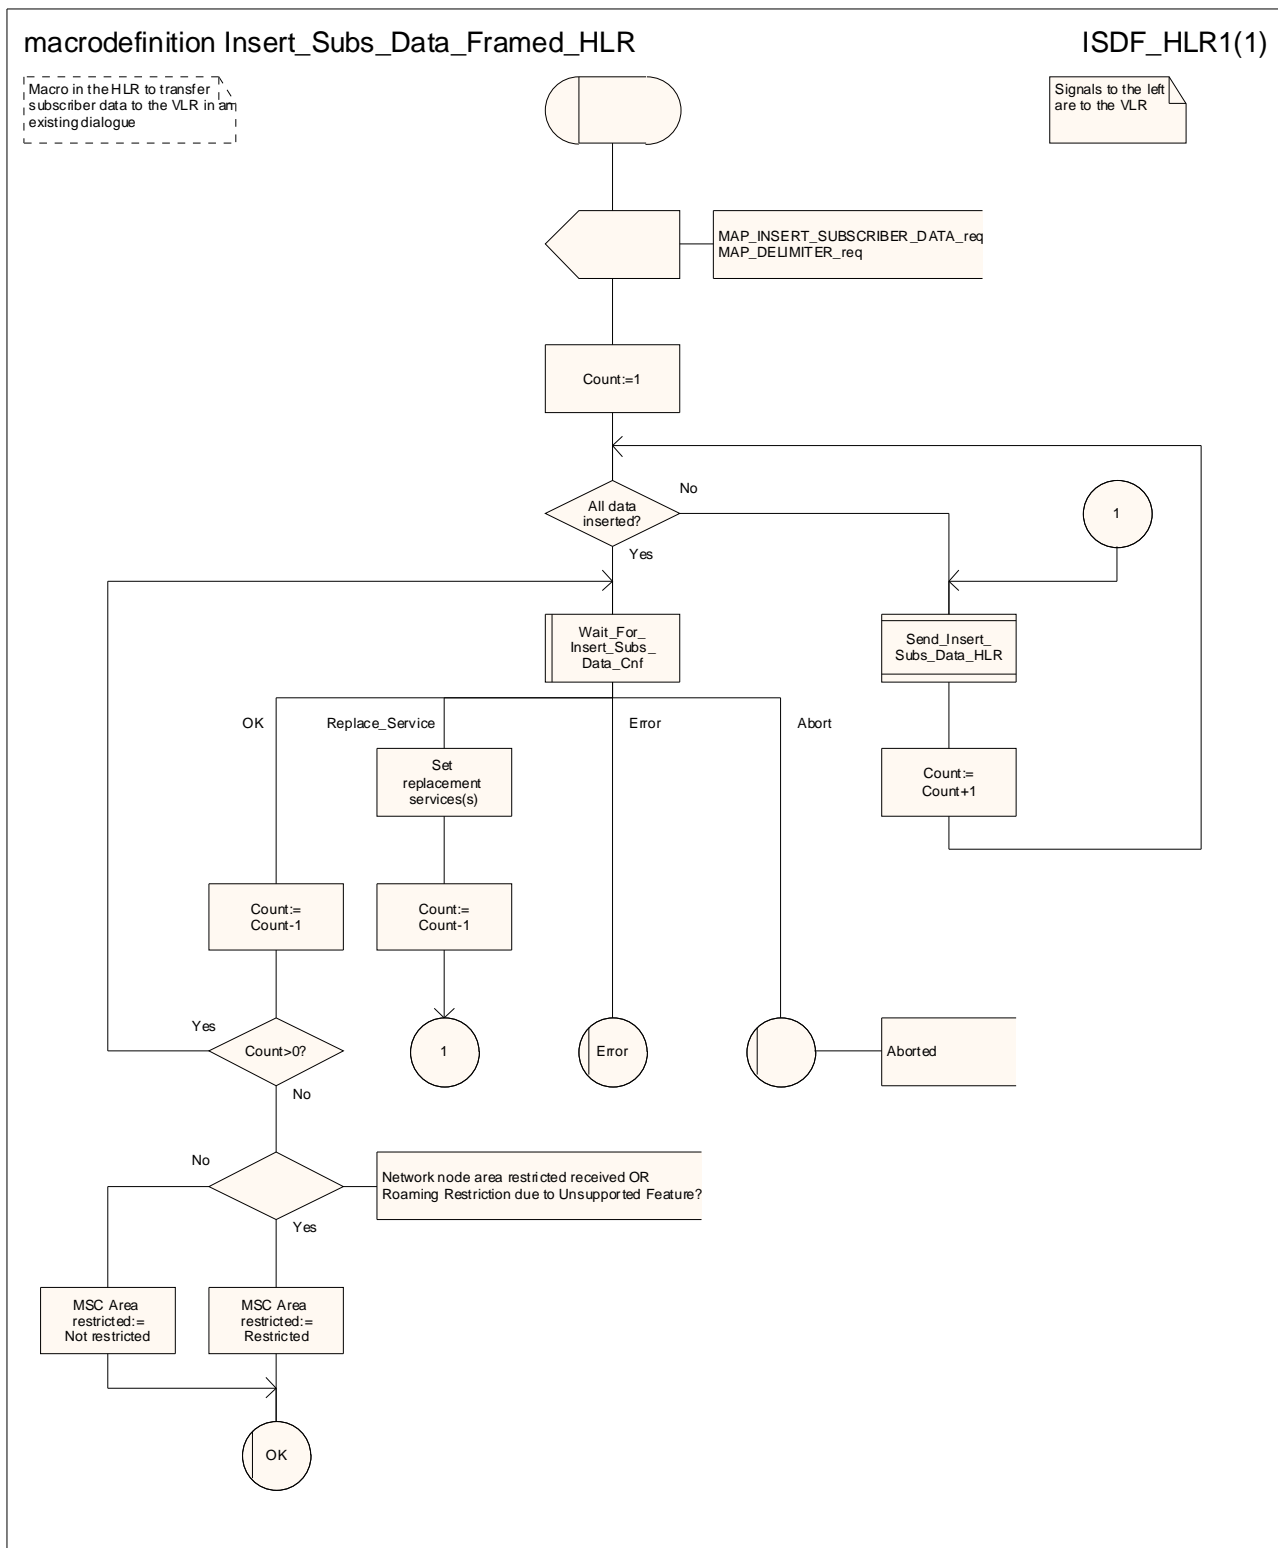 macrodefinition Insert_Subs_Data_Framed_HLR
ISDF_HLR1(1)
Macro in the HLR to transfer
subscriber data to the VLR in an
existing dialogue
Signals to the left
are to the VLR
MAP_INSERT_SUBSCRIBER_DATA_req
MAP_DELIMITER_req
Count:=1
No
All data
inserted?
1
Yes
Wait_For_
Insert_Subs_
Data_Cnf
Send_Insert_
Subs_Data_HLR
OK
Replace_Service
Error
Abort
Set
replacement
services(s)
Count:=
Count+1
Count:=
Count-1
Count:=
Count-1
Yes
Count>0?
1
Error
Aborted
No
No
Network node area restricted received OR
Roaming Restriction due to Unsupported Feature?
Yes
MSC Area
restricted:=
Not restricted
MSC Area
restricted:=
Restricted
OK